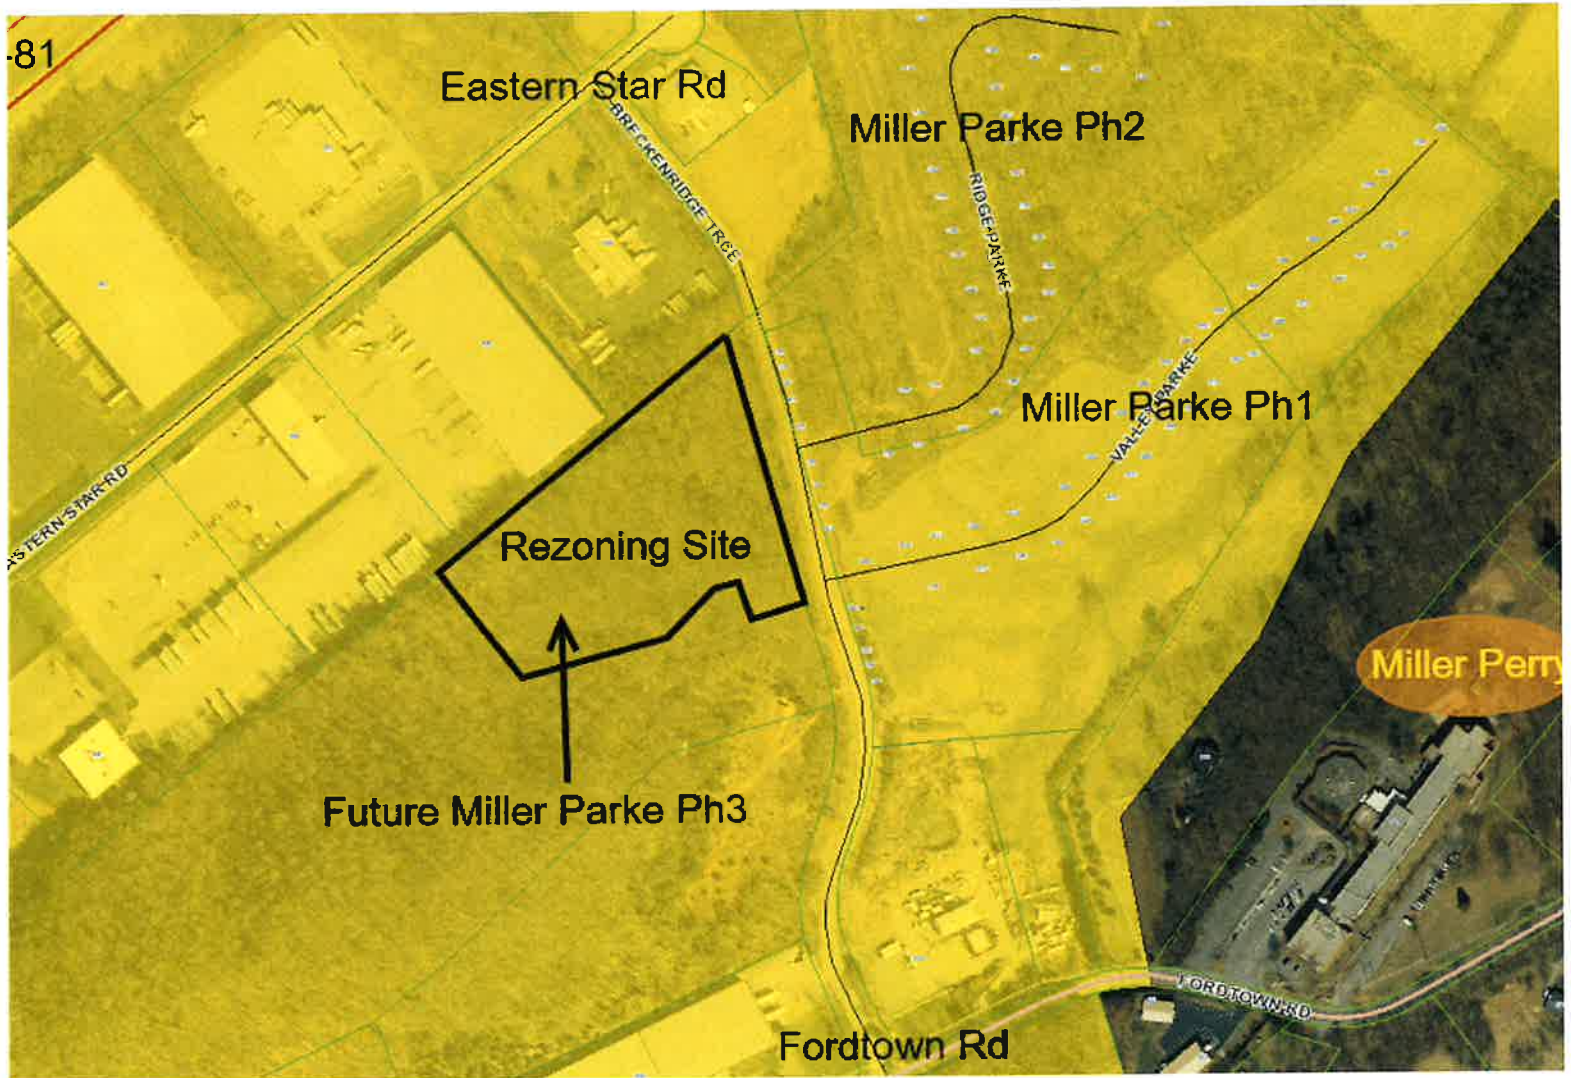 -81
Eastern Star Rd
BRECKENRIDGE TRCE
Miller Parke Ph2
RIDGE PARKE
Miller Parke Ph1
VALLEY PARKE
ASTERN STAR RD
Rezoning Site
Miller Perry
Future Miller Parke Ph3
FORDTOWN RD
Fordtown Rd